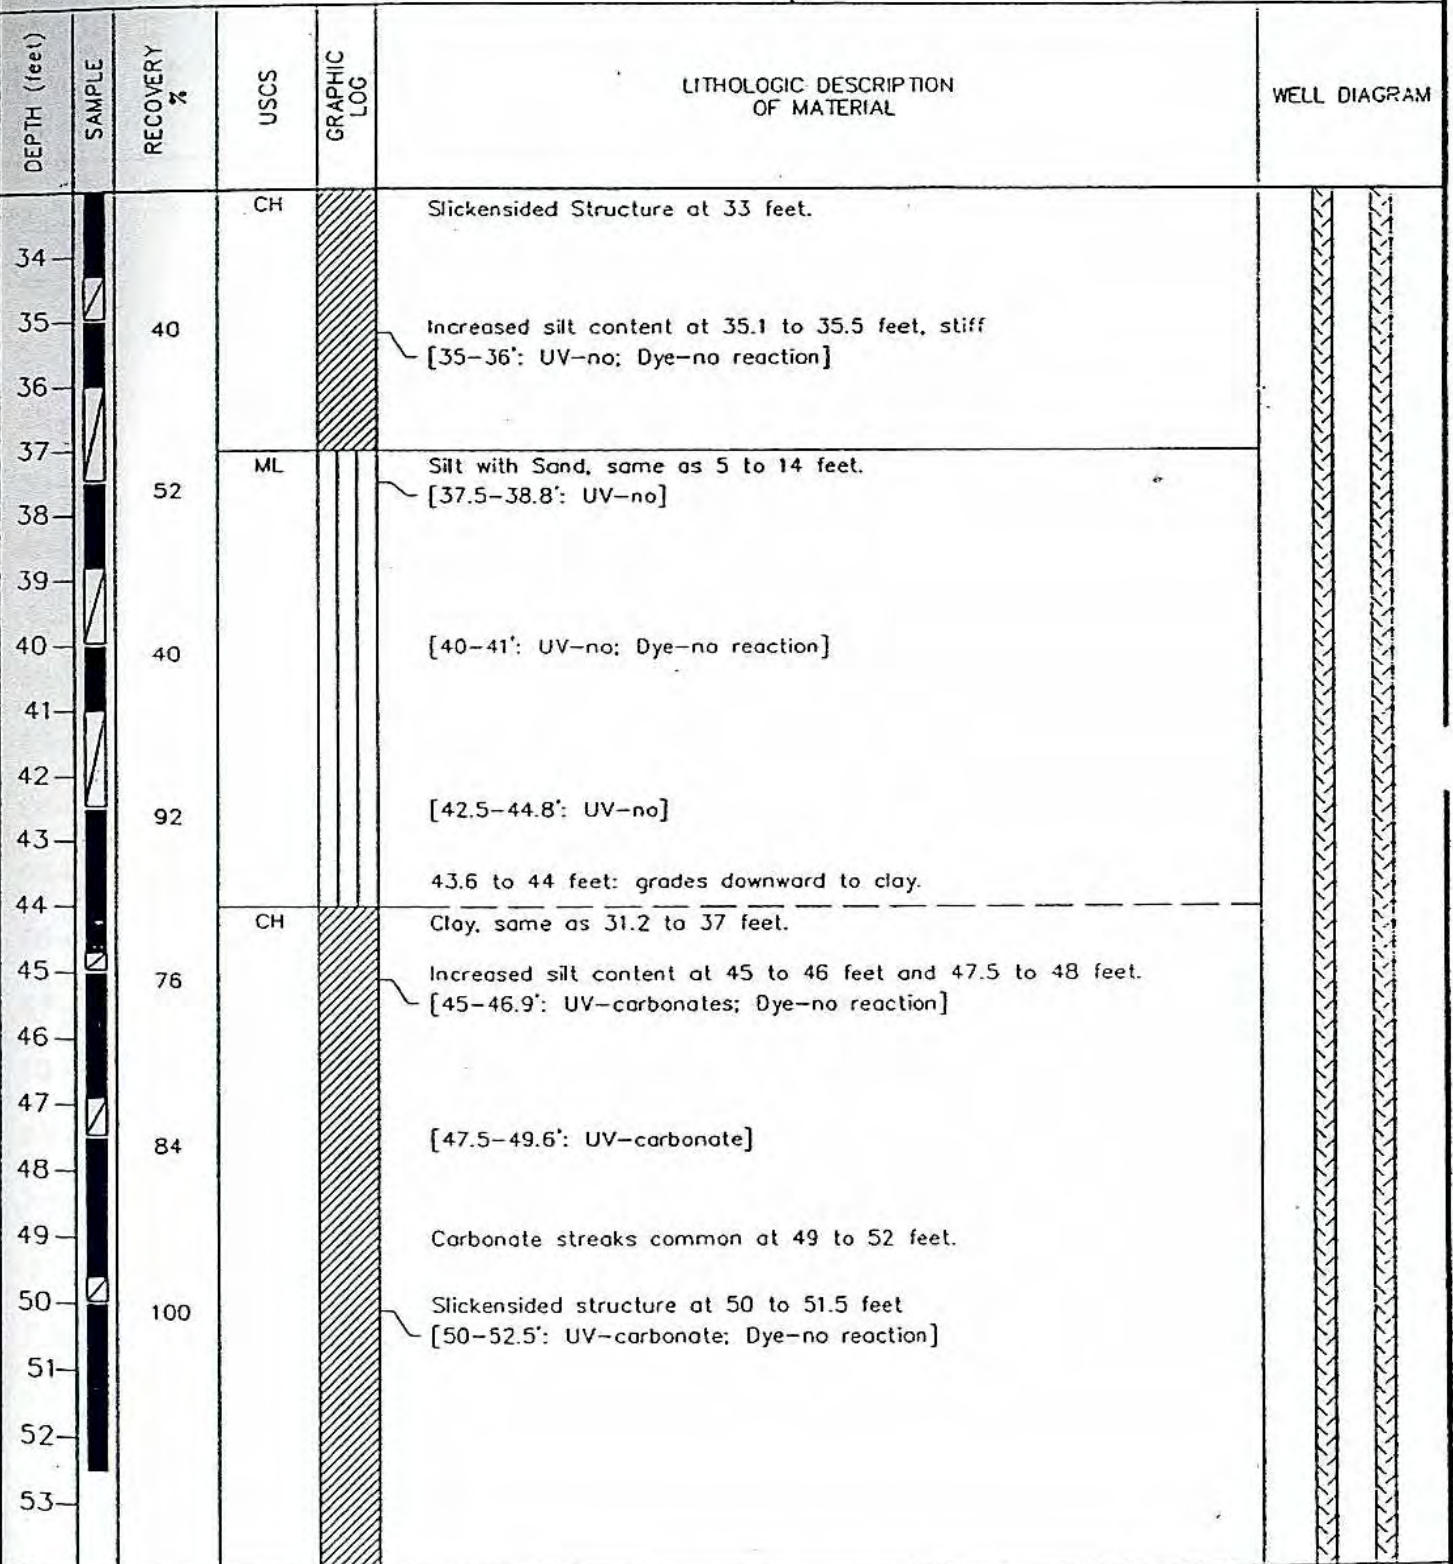 DEPTH (feet)
SAMPLE
RECOVERY
%
USCS
GRAPHIC
LOG
LITHOLOGIC DESCRIPTION
OF MATERIAL
WELL DIAGRAM
CH
Slickensided Structure at 33 feet.
34
35
40
Increased silt content at 35.1 to 35.5 feet, stiff
[35-36': UV-no; Dye-no reaction]
36
37
ML
Silt with Sand, same as 5 to 14 feet.
52
[37.5-38.8': UV-no]
38
39
40
40
[40-41': UV-no; Dye-no reaction]
41
42
92
[42.5-44.8': UV-no]
43
43.6 to 44 feet: grades downward to clay.
44
CH
Clay, same as 31.2 to 37 feet.
45
76
Increased silt content at 45 to 46 feet and 47.5 to 48 feet.
[45-46.9': UV-carbonates; Dye-no reaction]
46
47
84
[47.5-49.6': UV-carbonate]
48
49
Carbonate streaks common at 49 to 52 feet.
50
100
Slickensided structure at 50 to 51.5 feet
[50-52.5': UV-carbonate; Dye-no reaction]
51
52
53